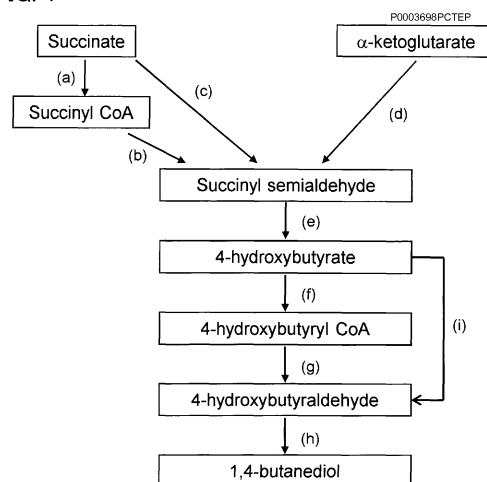 P0003698PCTEP
Succinate
α-ketoglutarate
(a)
(c)
(d)
Succinyl CoA
(b)
Succinyl semialdehyde
(e)
4-hydroxybutyrate
(f)
(i)
4-hydroxybutyryl CoA
(g)
4-hydroxybutyraldehyde
(h)
1,4-butanediol